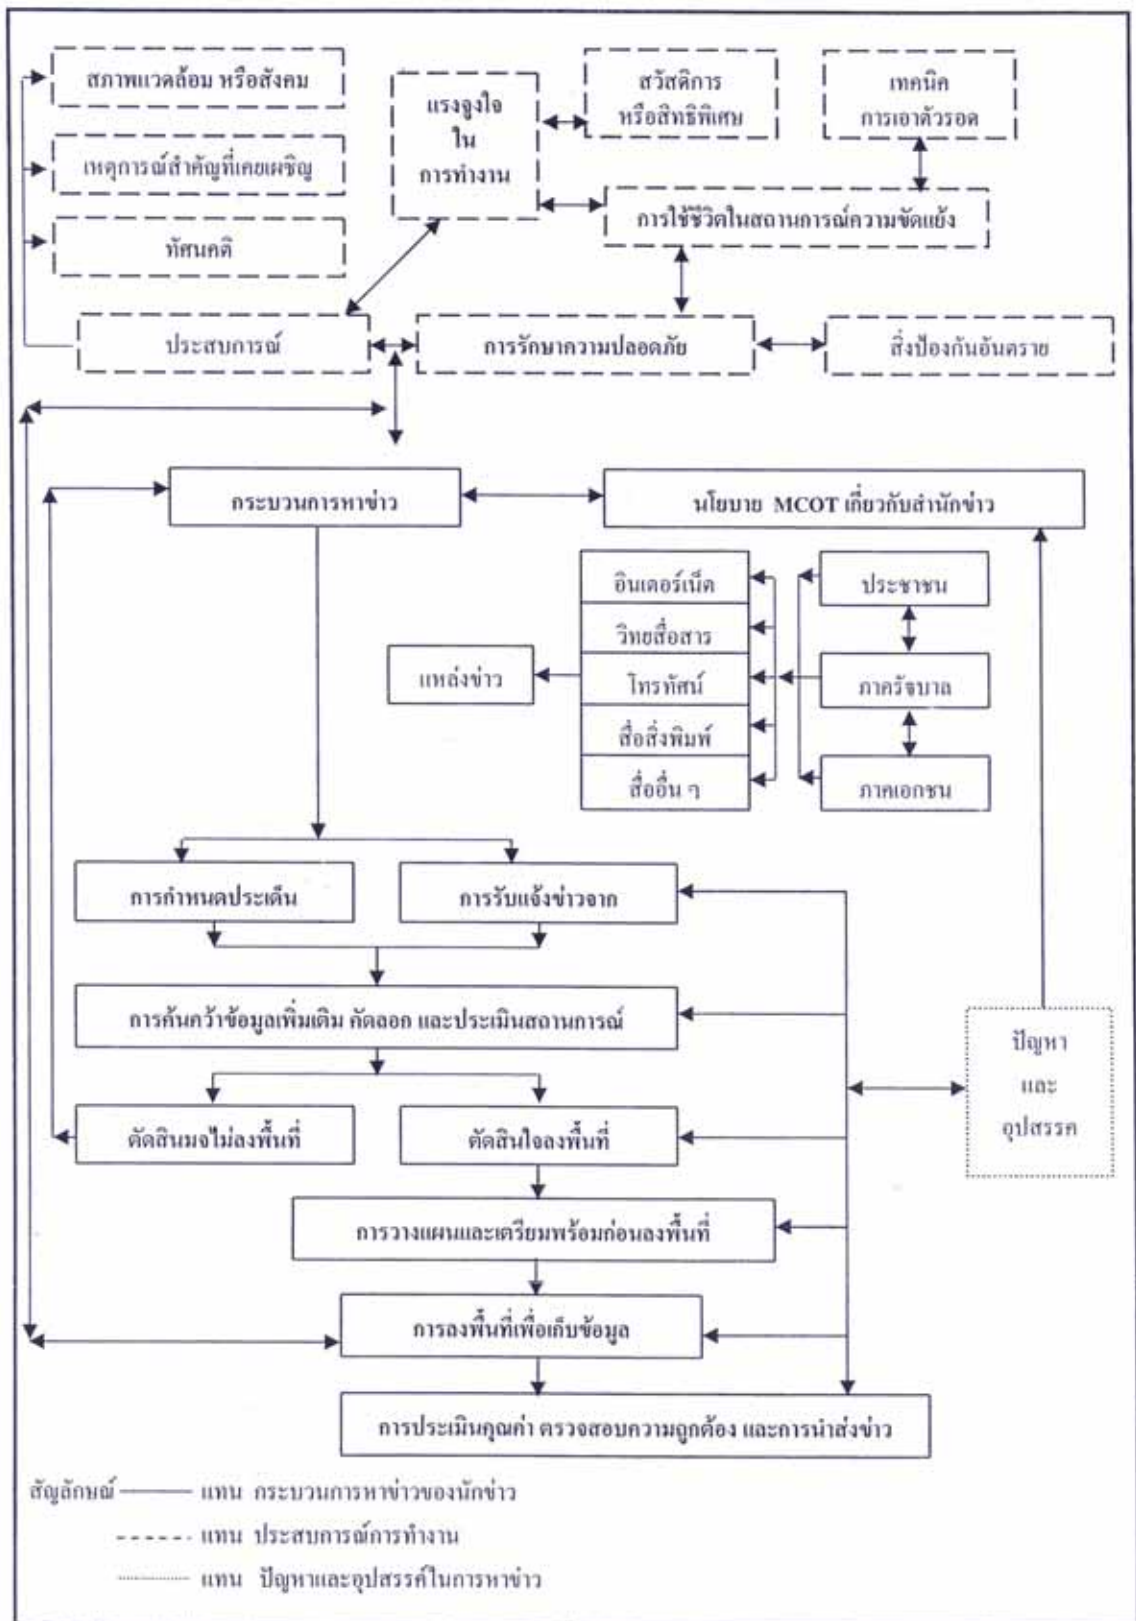 สภาพแวดล้อม หรือสังคม
เหตุการณ์สำคัญที่เคยเผชิญ
ทัศนคติ
ประสบการณ์
แรงจูงใจ
ใน
การทำงาน
สวัสดิการ
หรือสิทธิพิเศษ
เทคนิค
การเอาตัวรอด
การใช้ชีวิตในสถานการณ์ความขัดแย้ง
การรักษาความปลอดภัย
สิ่งป้องกันอันตราย
กระบวนการหาข่าว
นโยบาย MCOT เกี่ยวกับสำนักข่าว
อินเตอร์เน็ต
วิทยสื่อสาร
โทรทัศน์
สื่อสิ่งพิมพ์
สื่ออื่น ๆ
แหล่งข่าว
ประชาชน
ภาครัฐบาล
ภาคเอกชน
การกำหนดประเด็น
การรับแจ้งข่าวจาก
การค้นคว้าข้อมูลเพิ่มเติม คัดลอก และประเมินสถานการณ์
ตัดสินมจไม่ลงพื้นที่
ตัดสินใจลงพื้นที่
ปัญหา
และ
อุปสรรค
การวางแผนและเตรียมพร้อมก่อนลงพื้นที่
การลงพื้นที่เพื่อเก็บข้อมูล
การประเมินคุณค่า ตรวจสอบความถูกต้อง และการนำส่งข่าว
สัญลักษณ์ แทน กระบวนการหาข่าวของนักข่าว
แทน ประสบการณ์การทำงาน
แทน ปัญหาและอุปสรรค์ในการหาข่าว